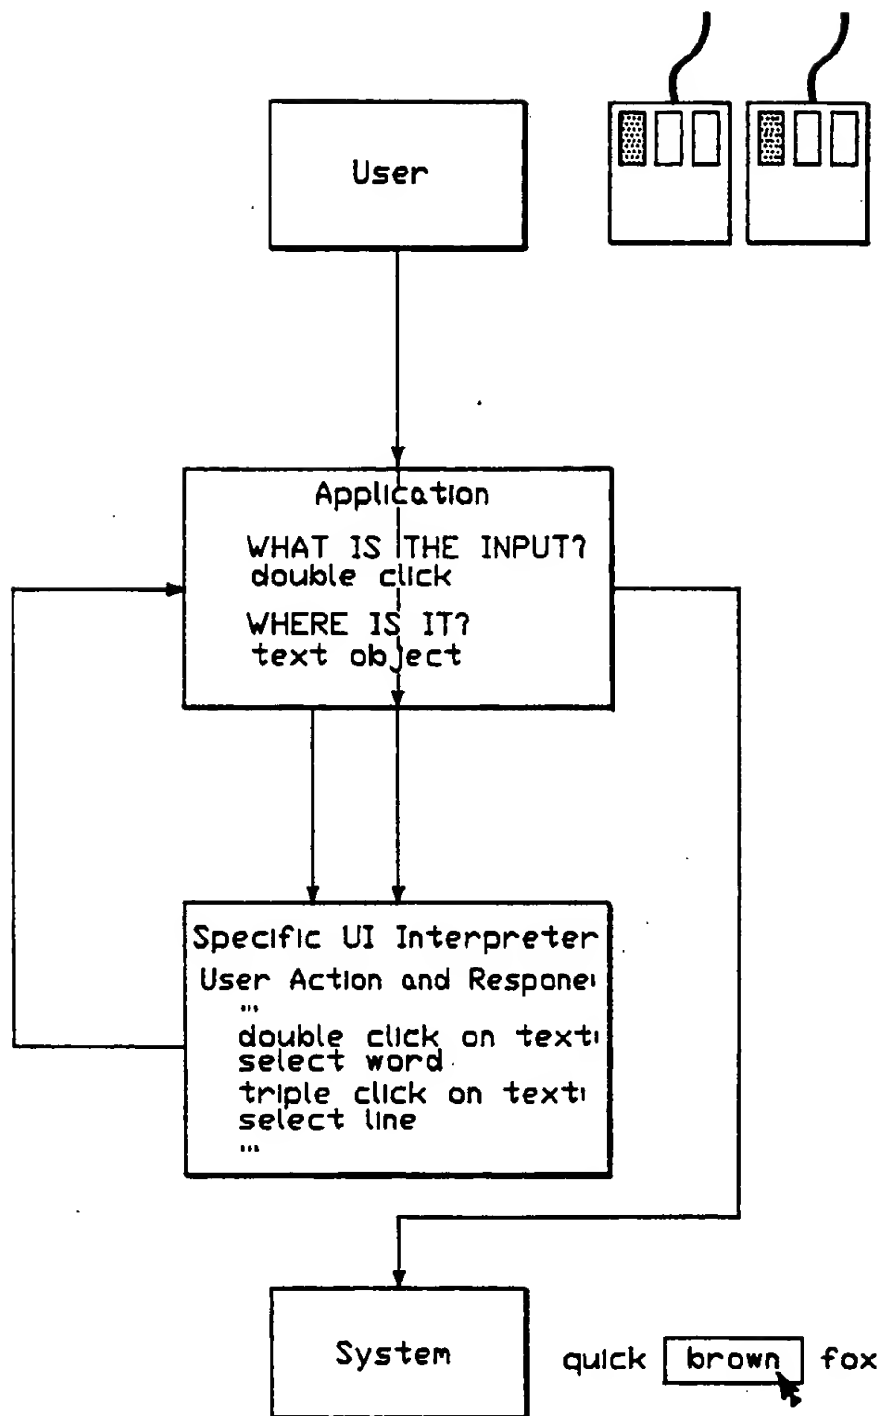 User
Application
WHAT IS THE INPUT?
double click
WHERE IS IT?
text object
Specific UI Interpreter
User Action and Respone:
...
double click on text:
select word
triple click on text:
select line
...
System
quick brown fox